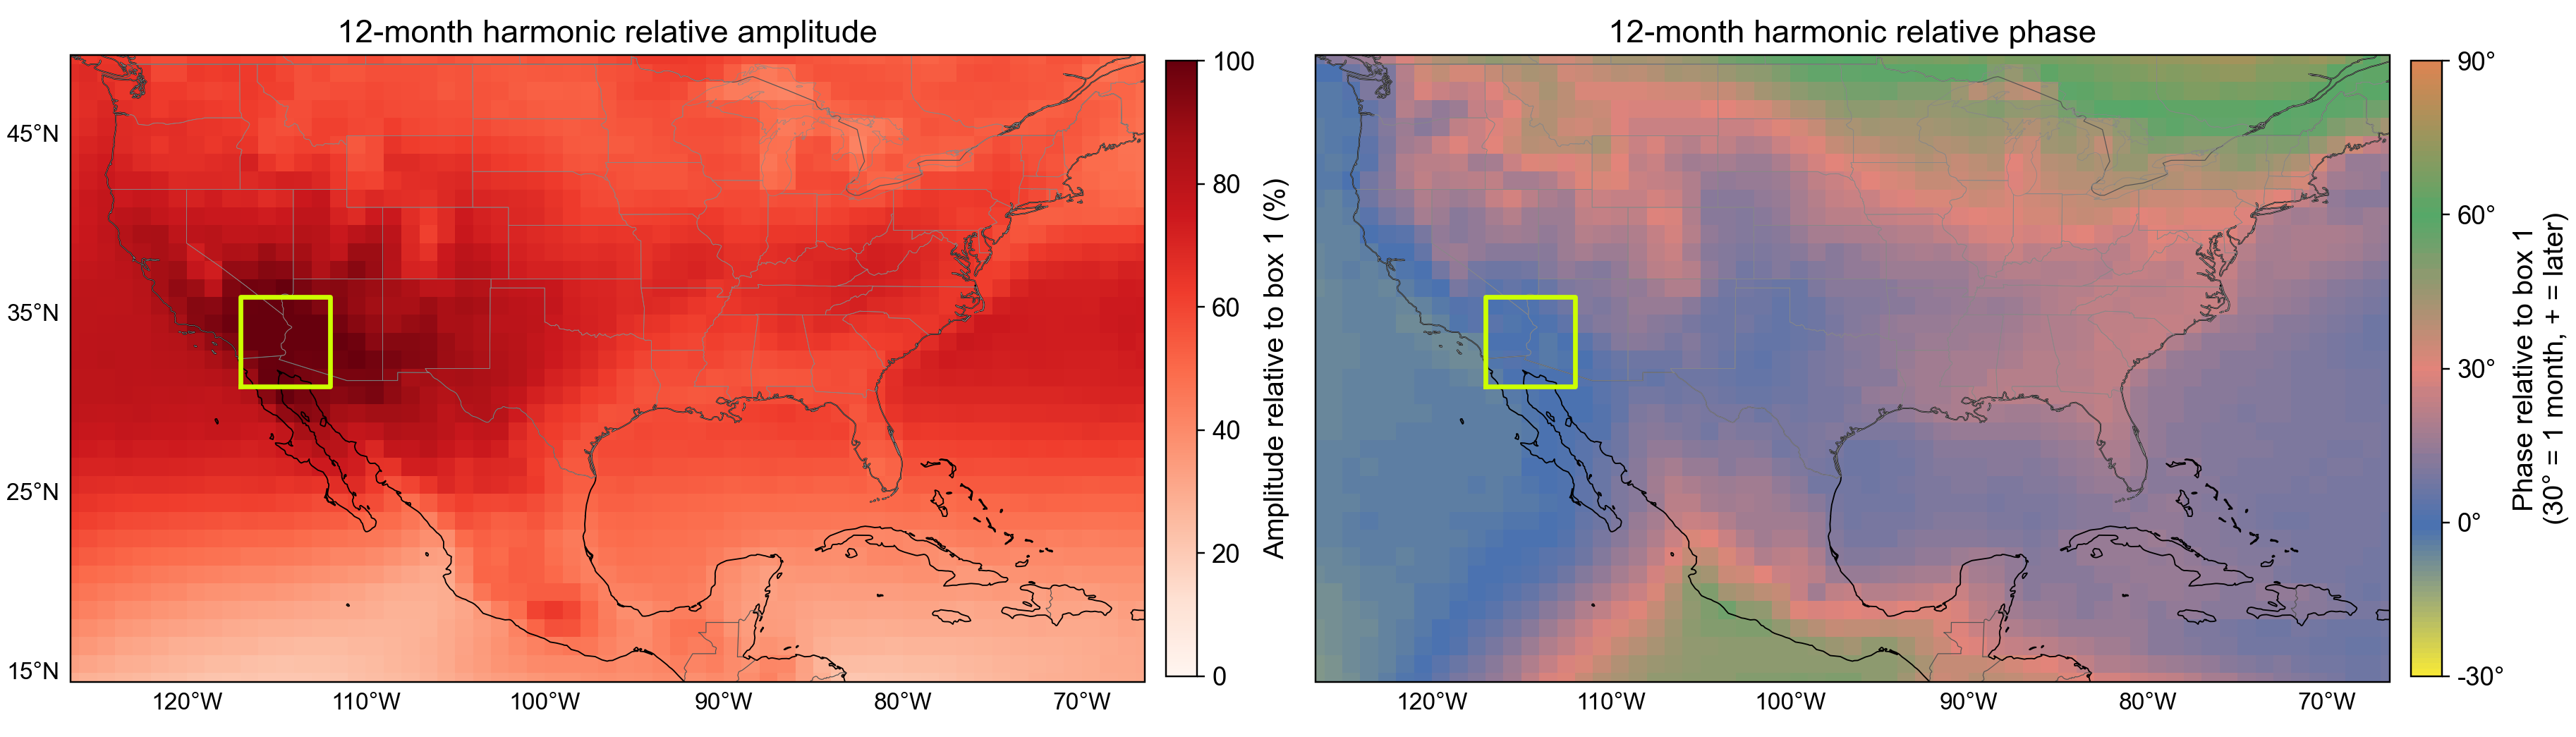 12-month harmonic relative amplitude
45°N
35°N
25°N
15°N
120°W
110°W
100°W
90°W
80°W
70°W
100
80
60
40
20
0
Amplitude relative to box 1 (%)
12-month harmonic relative phase
120°W
110°W
100°W
90°W
80°W
70°W
90°
60°
30°
0°
-30°
Phase relative to box 1
(30° = 1 month, + = later)